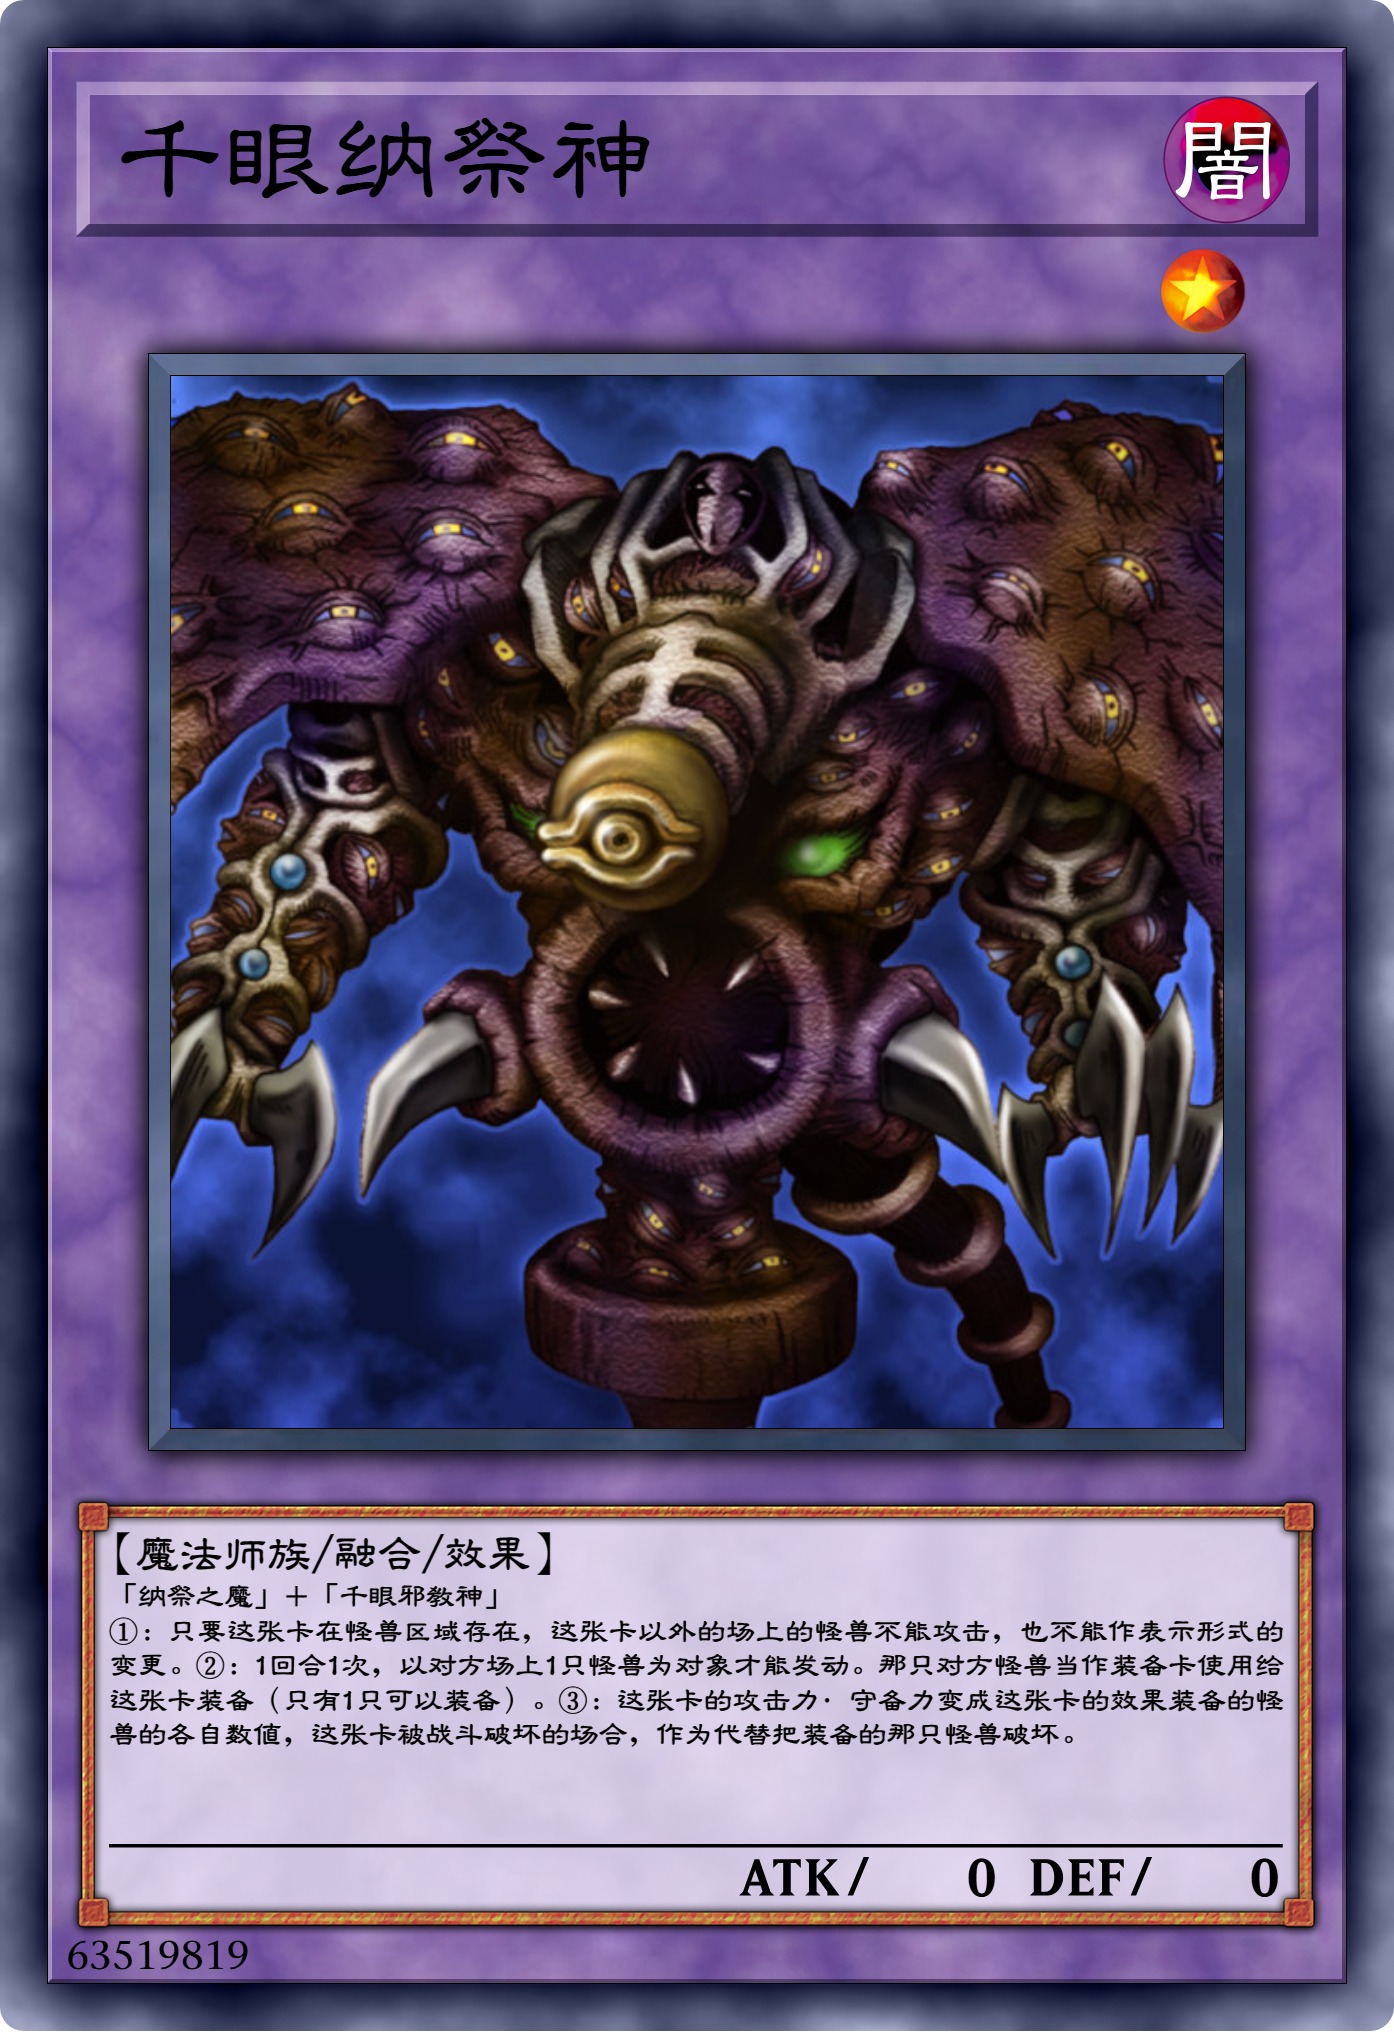 千眼纳祭神
闇
【魔法师族/融合/效果】
「纳祭之魔」＋「千眼邪教神」
①：只要这张卡在怪兽区域存在，这张卡以外的场上的怪兽不能攻击，也不能作表示形式的
变更。②：1回合1次，以对方场上1只怪兽为对象才能发动。那只对方怪兽当作装备卡使用给
这张卡装备（只有1只可以装备）。③：这张卡的攻击力·守备力变成这张卡的效果装备的怪
兽的各自数值，这张卡被战斗破坏的场合，作为代替把装备的那只怪兽破坏。
ATK/ 0 DEF/ 0
63519819